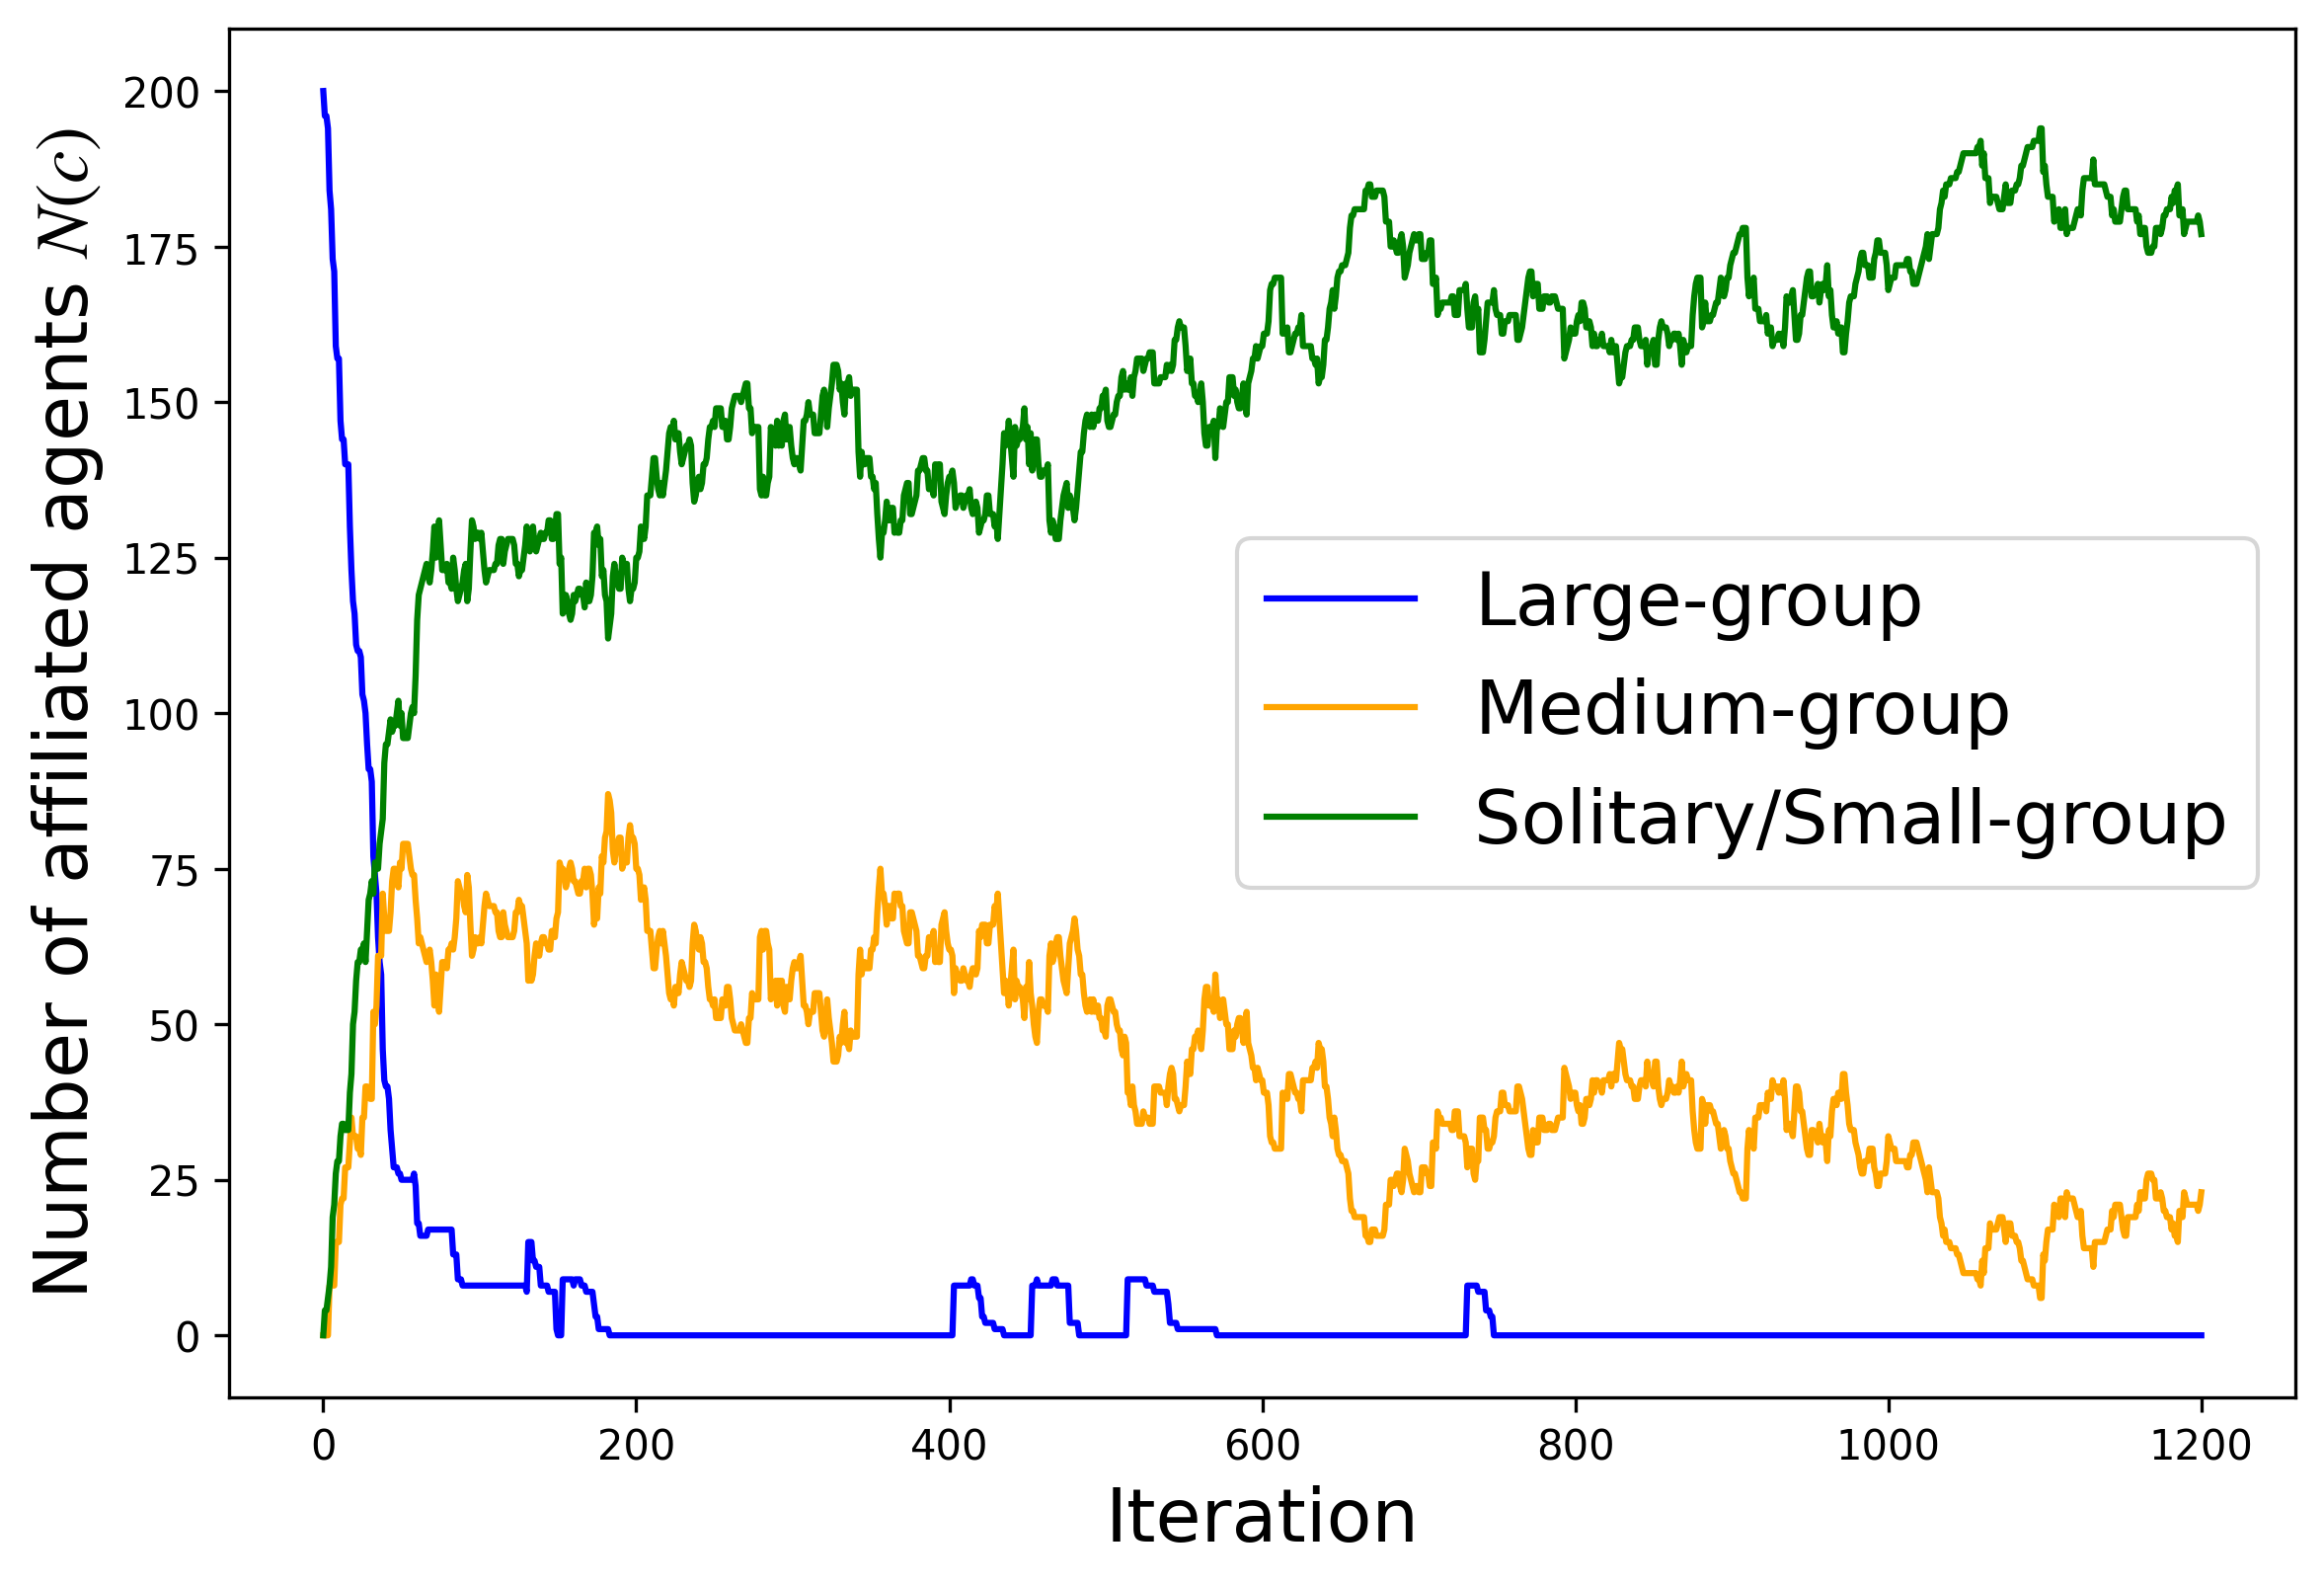 Number of affiliated agents N(c)
200
175
150
125
100
75
50
25
0
Large-group
Medium-group
Solitary/Small-group
0 200 400 600 800 1000 1200
Iteration